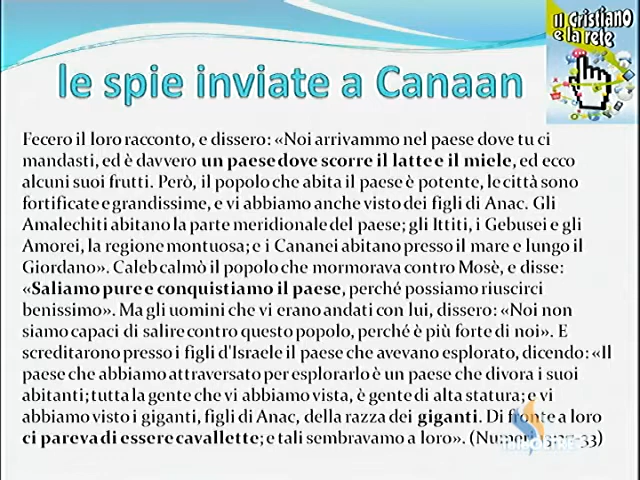 Il Cristiano
e la rete
le spie inviate a Canaan
Fecero il loro racconto, e dissero: «Noi arrivammo nel paese dove tu ci
mandasti, ed è davvero un paese dove scorre il latte e il miele, ed ecco
alcuni suoi frutti. Però, il popolo che abita il paese è potente, le città sono
fortificate e grandissime, e vi abbiamo anche visto dei figli di Anac. Gli
Amalechiti abitano la parte meridionale del paese; gli Ittiti, i Gebusei e gli
Amorei, la regione montuosa; e i Cananei abitano presso il mare e lungo il
Giordano». Caleb calmò il popolo che mormorava contro Mosè, e disse:
«Saliamo pure e conquistiamo il paese, perché possiamo riuscirci
benissimo». Ma gli uomini che vi erano andati con lui, dissero: «Noi non
siamo capaci di salire contro questo popolo, perché è più forte di noi». E
screditarono presso i figli d'Israele il paese che avevano esplorato, dicendo: «Il
paese che abbiamo attraversato per esplorarlo è un paese che divora i suoi
abitanti; tutta la gente che vi abbiamo vista, è gente di alta statura; e vi
abbiamo visto i giganti, figli di Anac, della razza dei giganti. Di fronte a loro
ci pareva di essere cavallette; e tali sembravamo a loro». (Numeri -33)